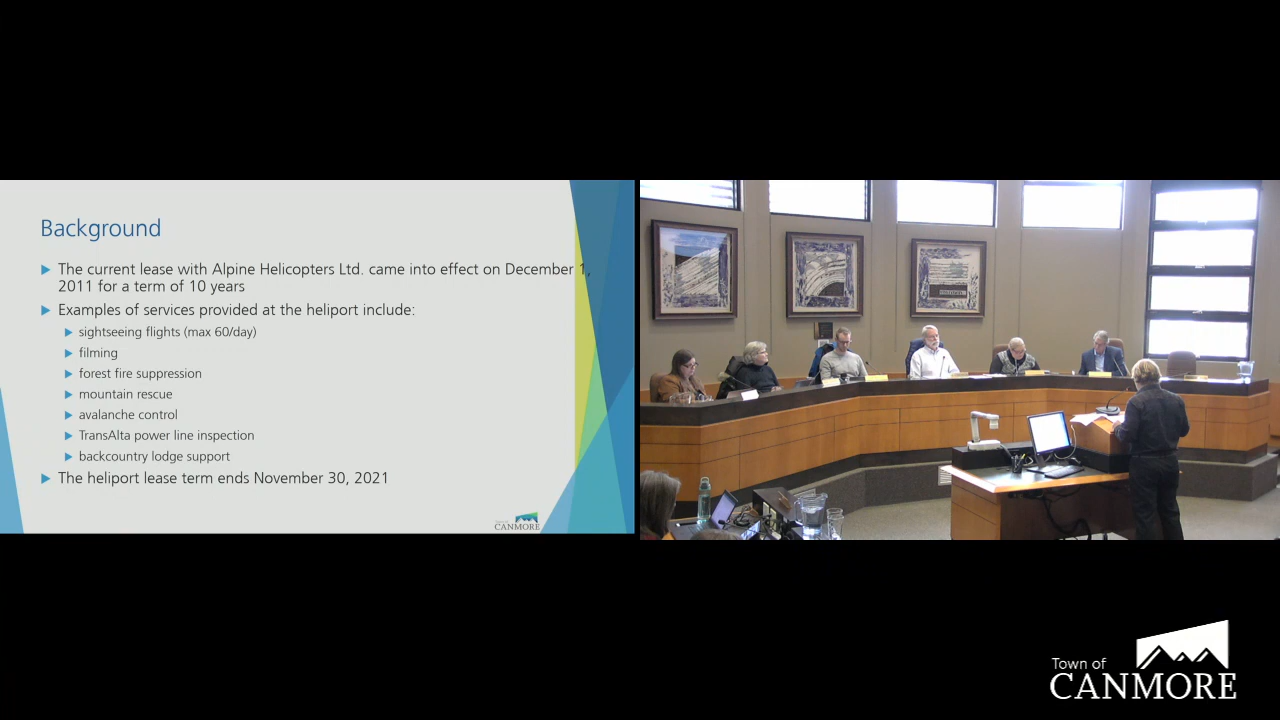 Background
The current lease with Alpine Helicopters Ltd. came into effect on December 1,
2011 for a term of 10 years
Examples of services provided at the heliport include:
sightseeing flights (max 60/day)
filming
forest fire suppression
mountain rescue
avalanche control
TransAlta power line inspection
backcountry lodge support
The heliport lease term ends November 30, 2021
Town of
CANMORE
Town of
CANMORE